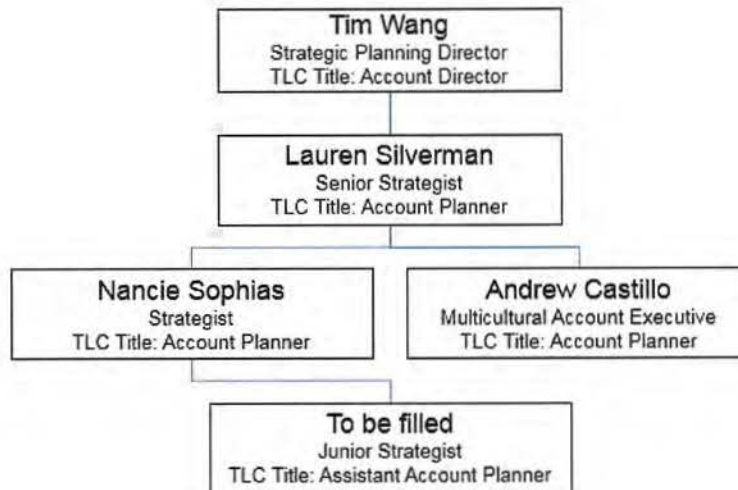 Tim Wang
Strategic Planning Director
TLC Title: Account Director
Lauren Silverman
Senior Strategist
TLC Title: Account Planner
Nancie Sophias
Strategist
TLC Title: Account Planner
Andrew Castillo
Multicultural Account Executive
TLC Title: Account Planner
To be filled
Junior Strategist
TLC Title: Assistant Account Planner